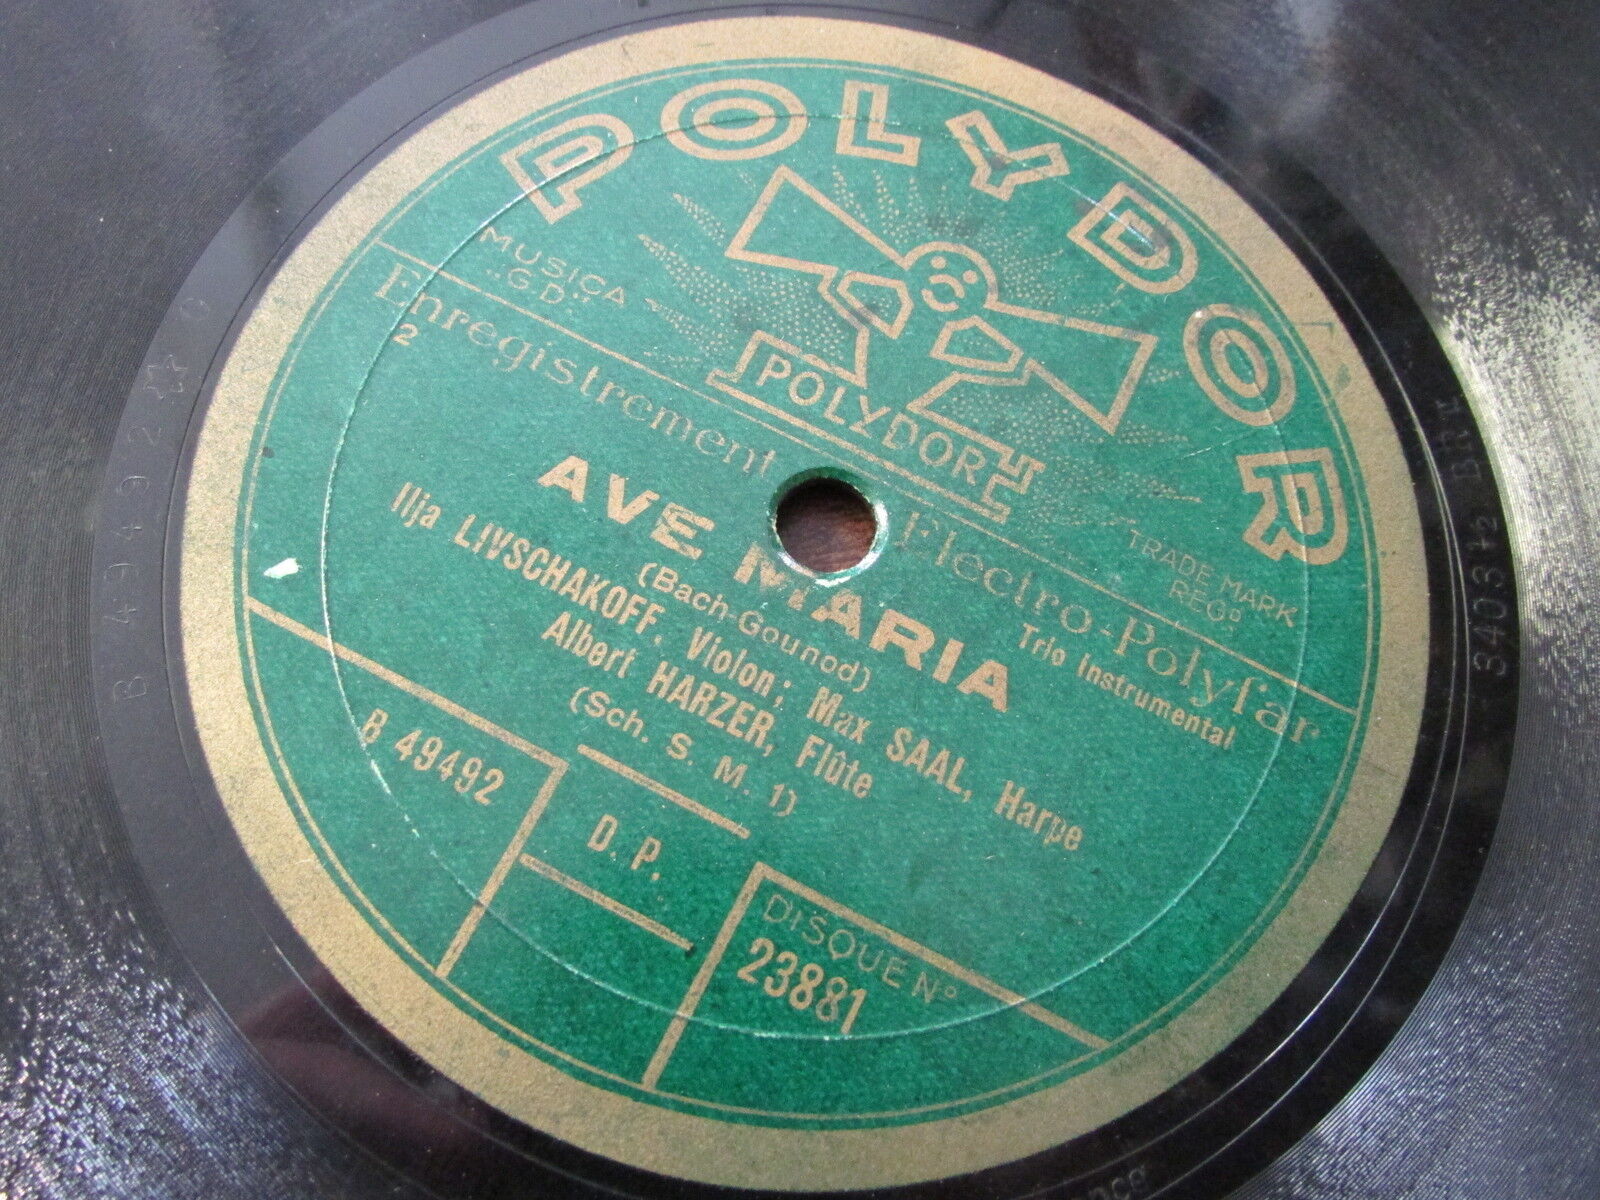 POLYDOR
MUSICA
„G.D."
POLYDOR
TRADE MARK
REGD
Enregistrement Electro-Polyfar
2
Trio Instrumental
AVE MARIA
(Bach-Gounod)
Ilja LIVSCHAKOFF, Violon; Max SAAL, Harpe
Albert HARZER, Flûte
(Sch. S. M. 1)
B 49492
D. P.
DISQUE No
23881
B 49492